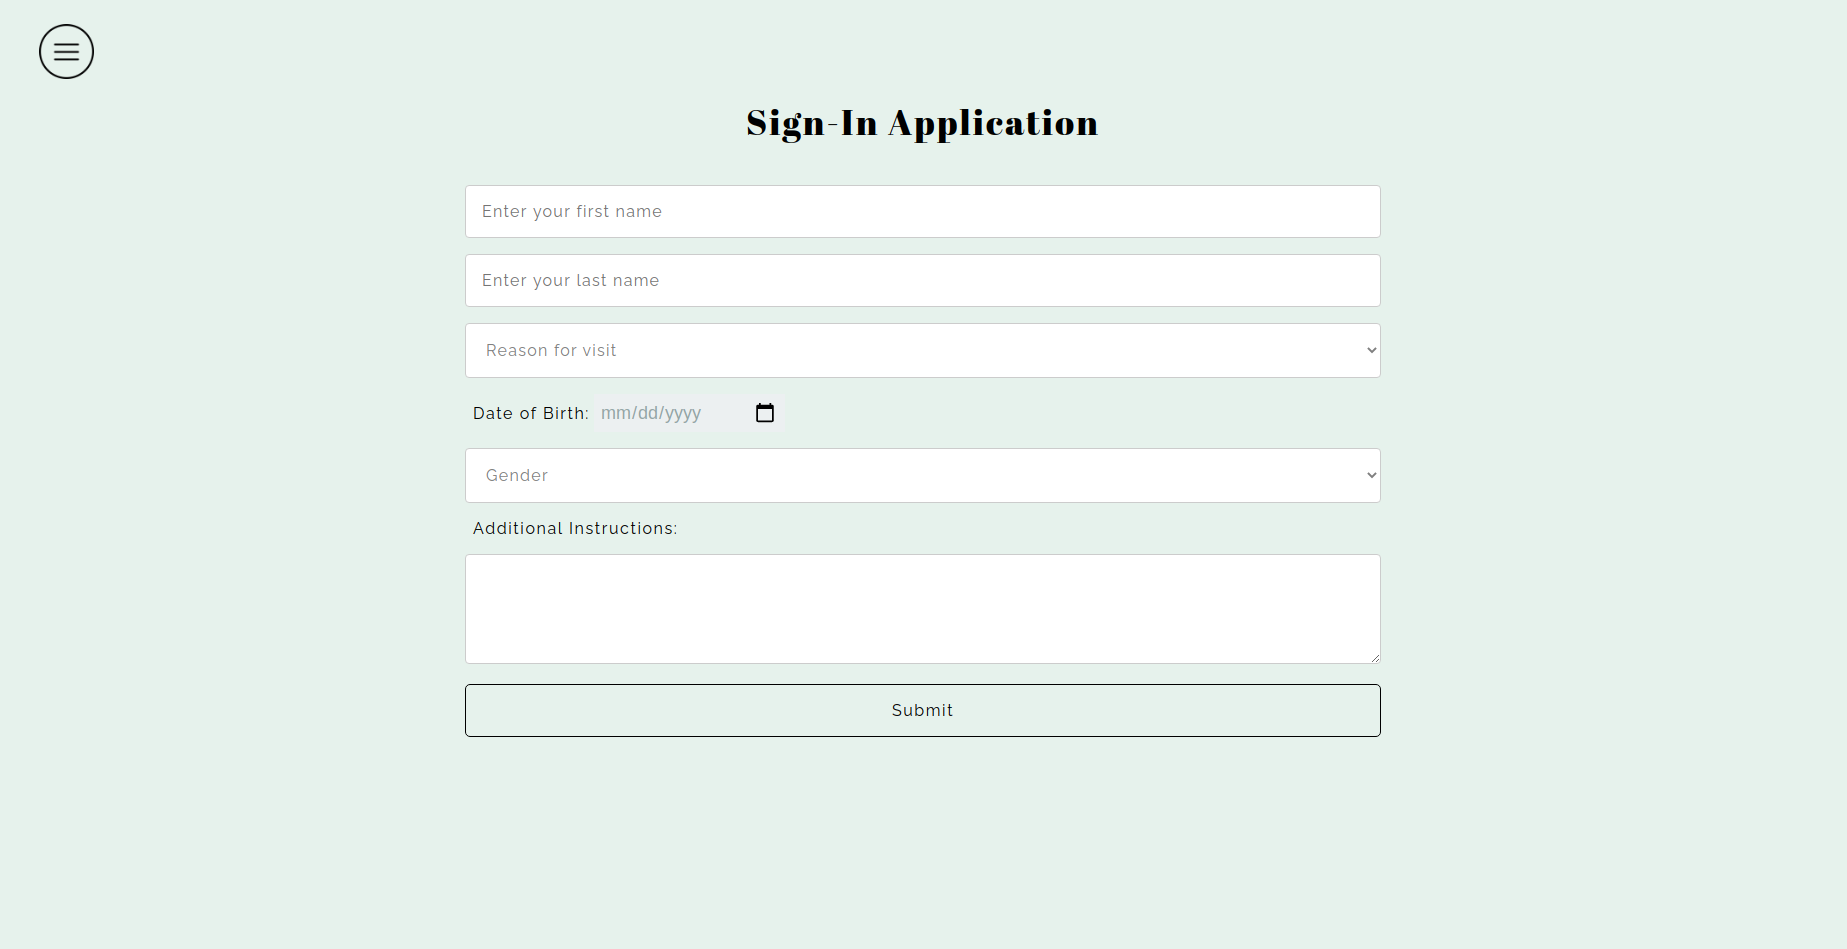 Sign-In Application
Enter your first name
Enter your last name
Reason for visit
Date of Birth: mm/dd/yyyy
Gender
Additional Instructions:
Submit